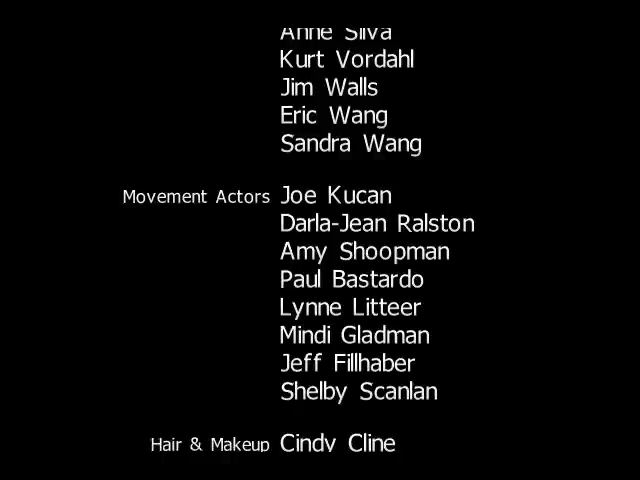 Anne Silva
Kurt Vordahl
Jim Walls
Eric Wang
Sandra Wang
Movement Actors Joe Kucan
Darla-Jean Ralston
Amy Shoopman
Paul Bastardo
Lynne Litteer
Mindi Gladman
Jeff Fillhaber
Shelby Scanlan
Hair & Makeup Cindy Cline